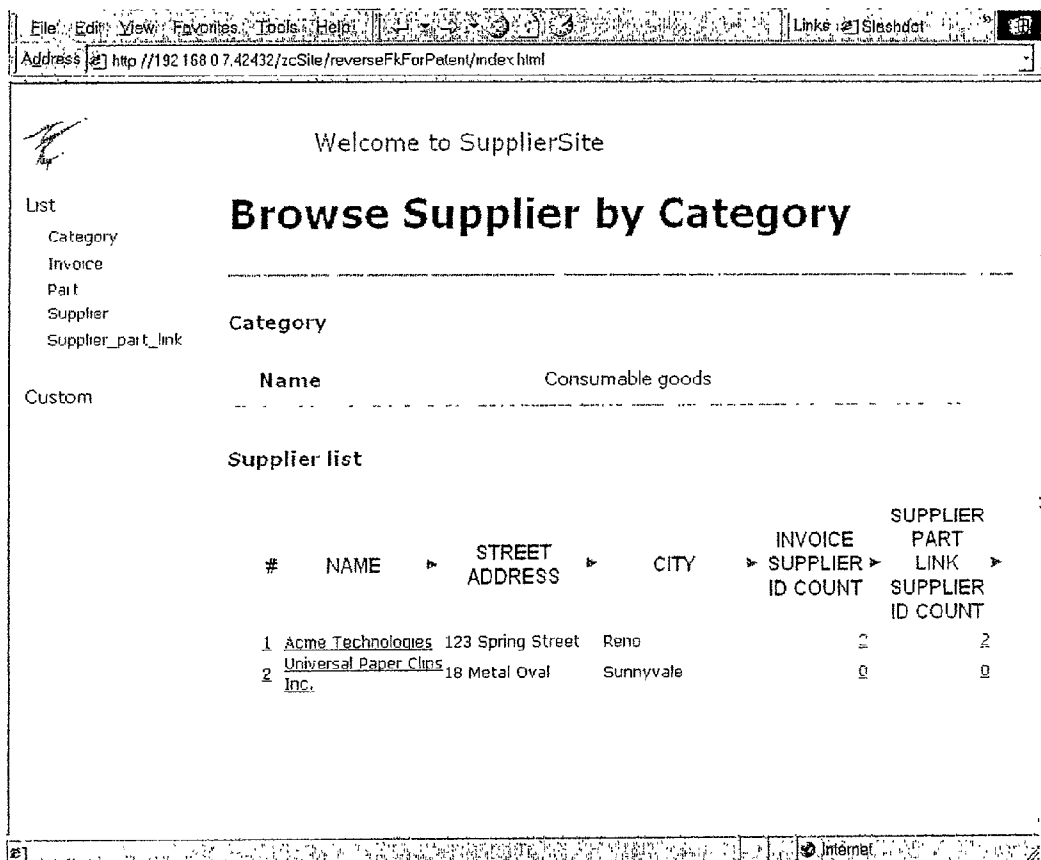 File Edit View Favorites Tools Help Links Slashdot
Address http //192 168 0 7.42432/zcSite/reverseFkForPatent/index html
Welcome to SupplierSite
List
Browse Supplier by Category
Category
Invoice
Part
Supplier
Supplier_part_link
Custom
Category
Name Consumable goods
Supplier list
# NAME STREET ADDRESS CITY INVOICE SUPPLIER ID COUNT SUPPLIER PART LINK SUPPLIER ID COUNT
1 Acme Technologies 123 Spring Street Reno 2
2 Universal Paper Clips Inc. 18 Metal Oval Sunnyvale 0 0
Internet